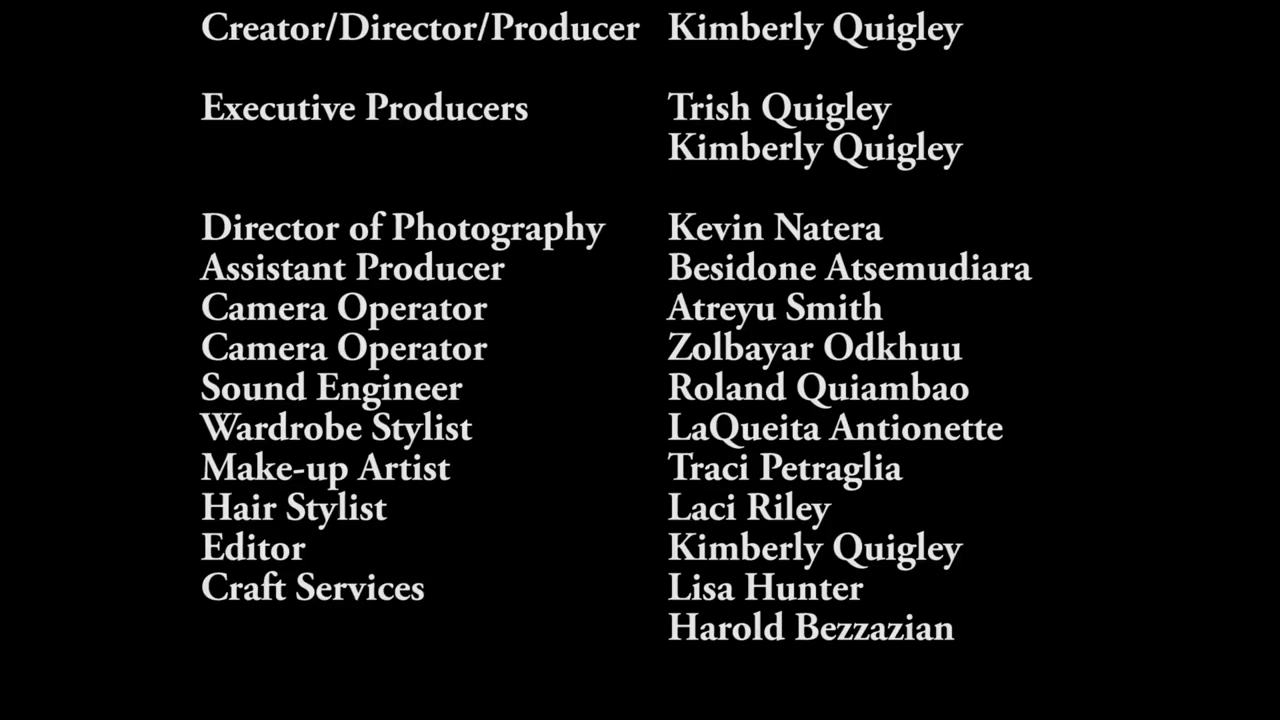 Creator/Director/Producer Kimberly Quigley
Executive Producers Trish Quigley
Kimberly Quigley
Director of Photography Kevin Natera
Assistant Producer Besidone Atsemudiara
Camera Operator Atreyu Smith
Camera Operator Zolbayar Odkhuu
Sound Engineer Roland Quiambao
Wardrobe Stylist LaQueita Antionette
Make-up Artist Traci Petraglia
Hair Stylist Laci Riley
Editor Kimberly Quigley
Craft Services Lisa Hunter
Harold Bezzazian